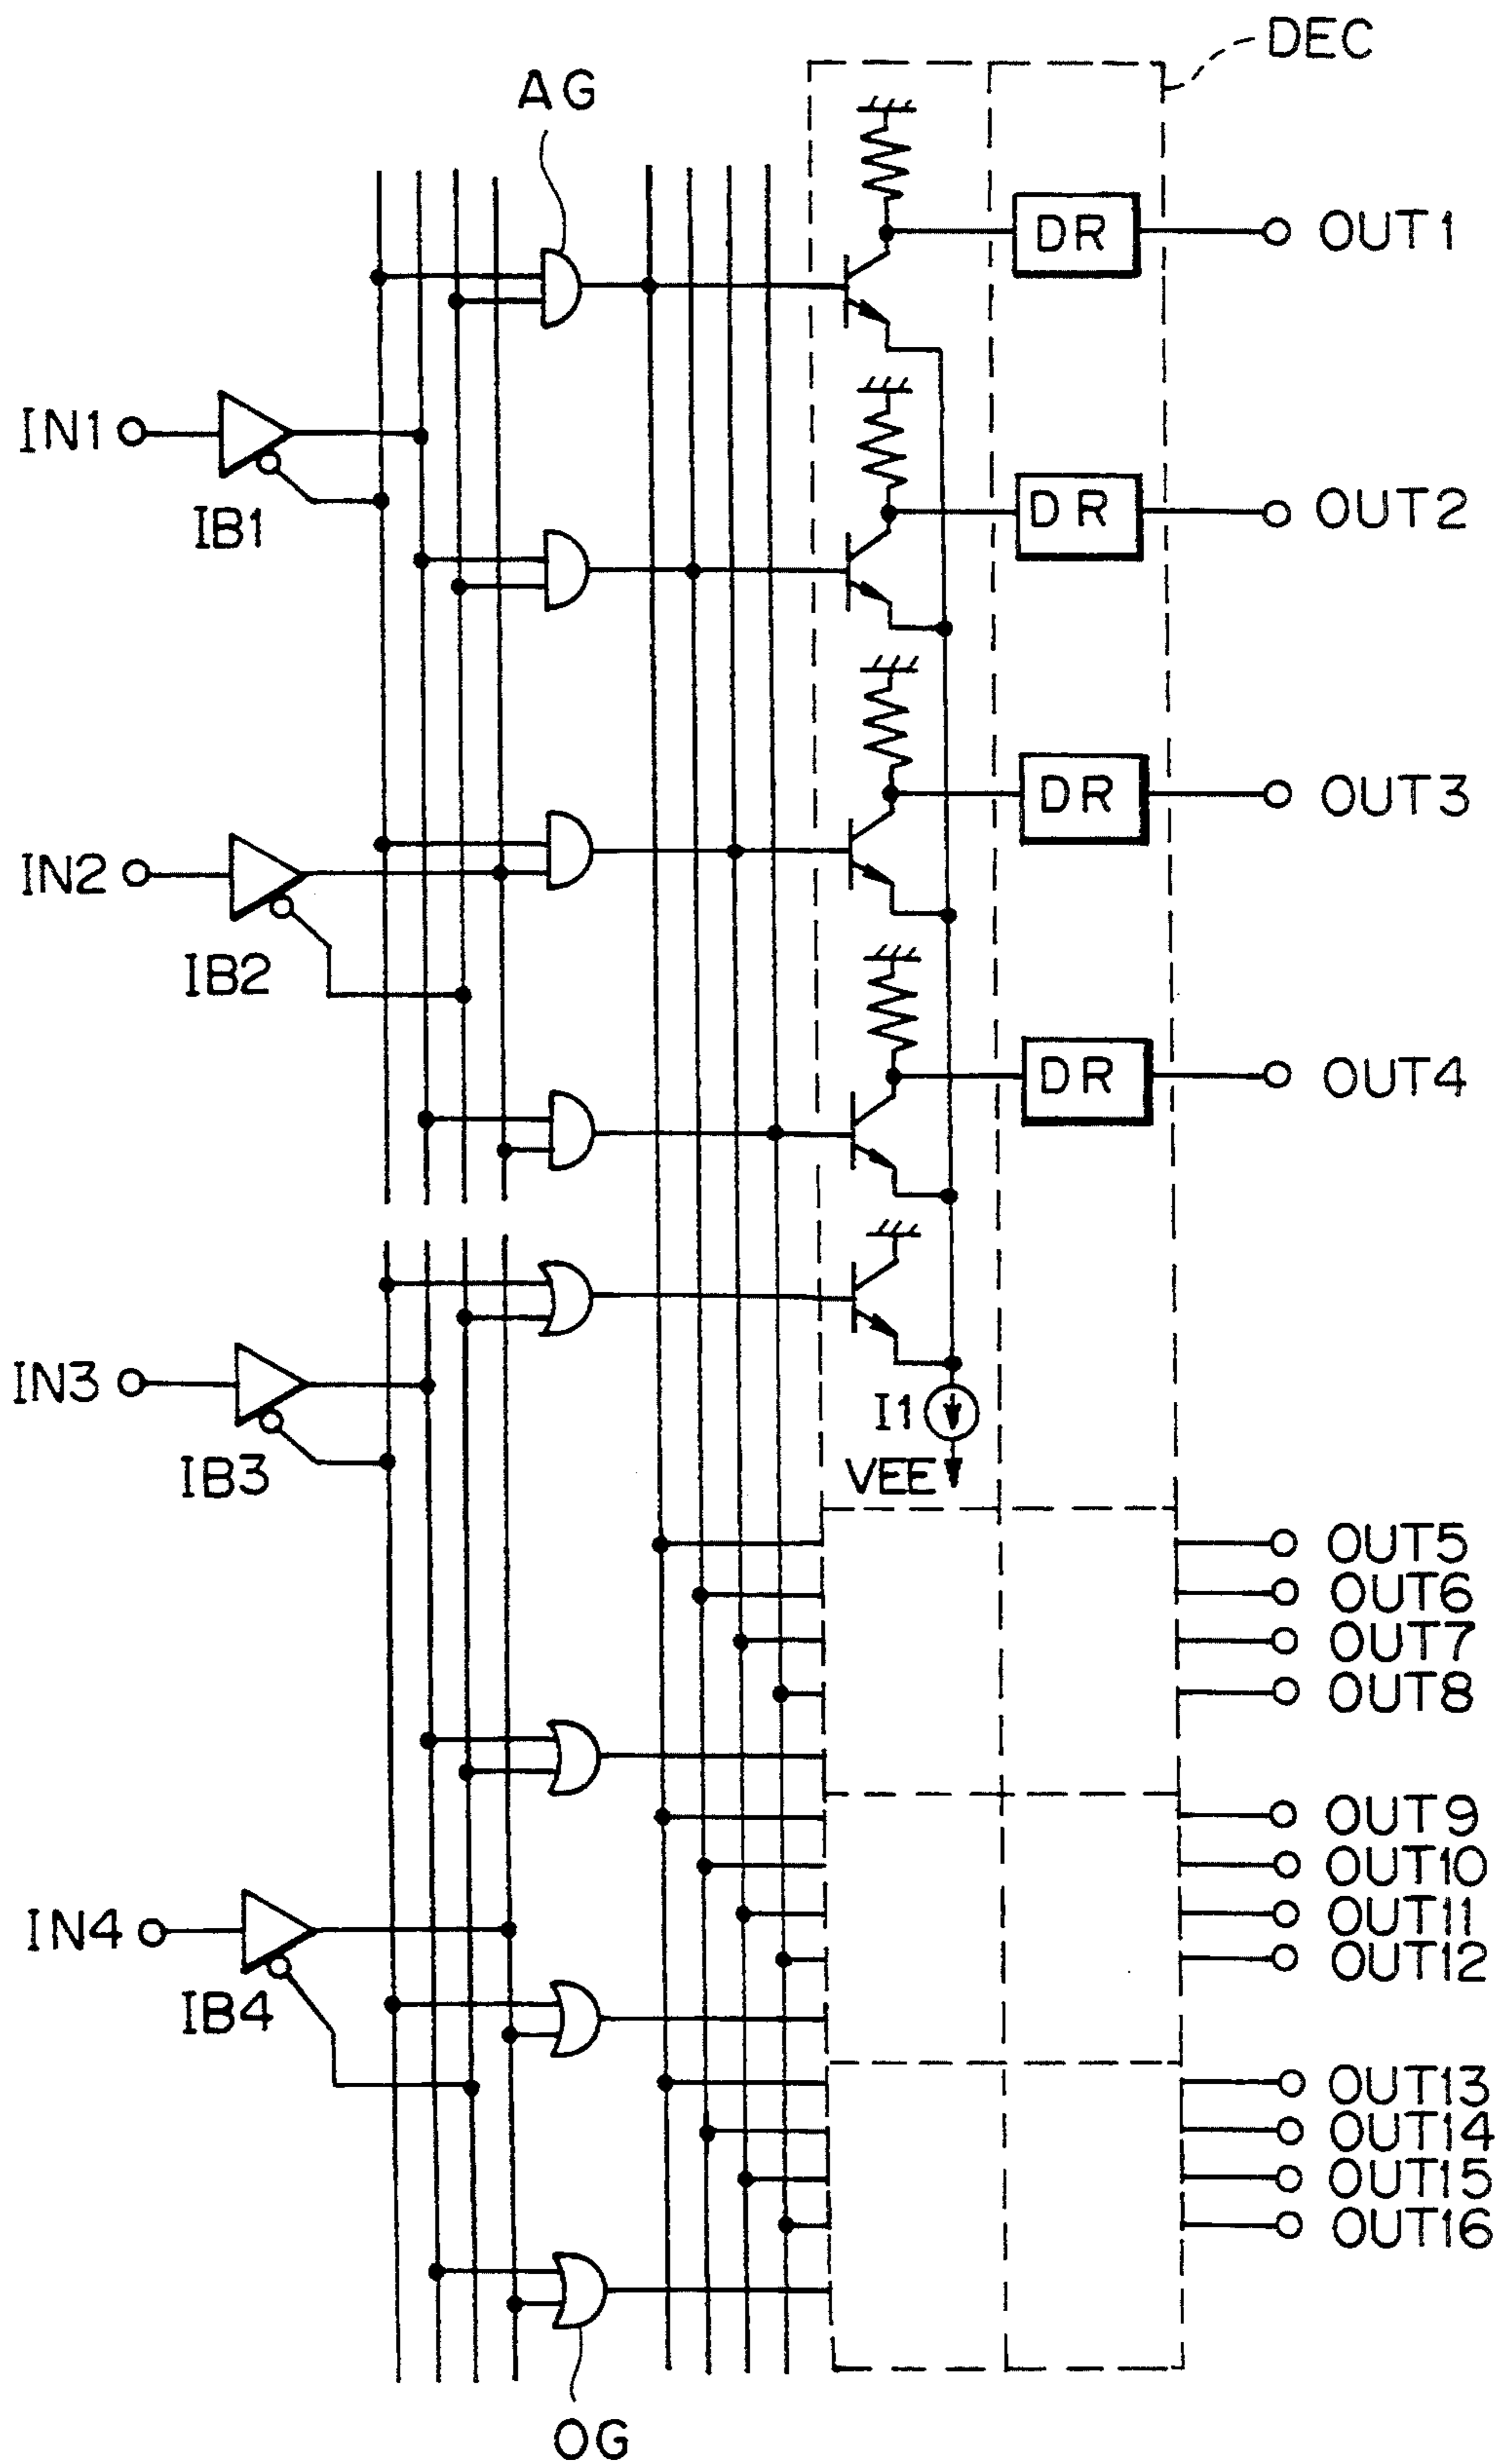 DEC
AG
DR
OUT1
IN1
IB1
DR
OUT2
DR
OUT3
IN2
IB2
DR
OUT4
IN3
IB3
I1
VEE
OUT5
OUT6
OUT7
OUT8
OUT9
OUT10
OUT11
OUT12
IN4
IB4
OUT13
OUT14
OUT15
OUT16
OG